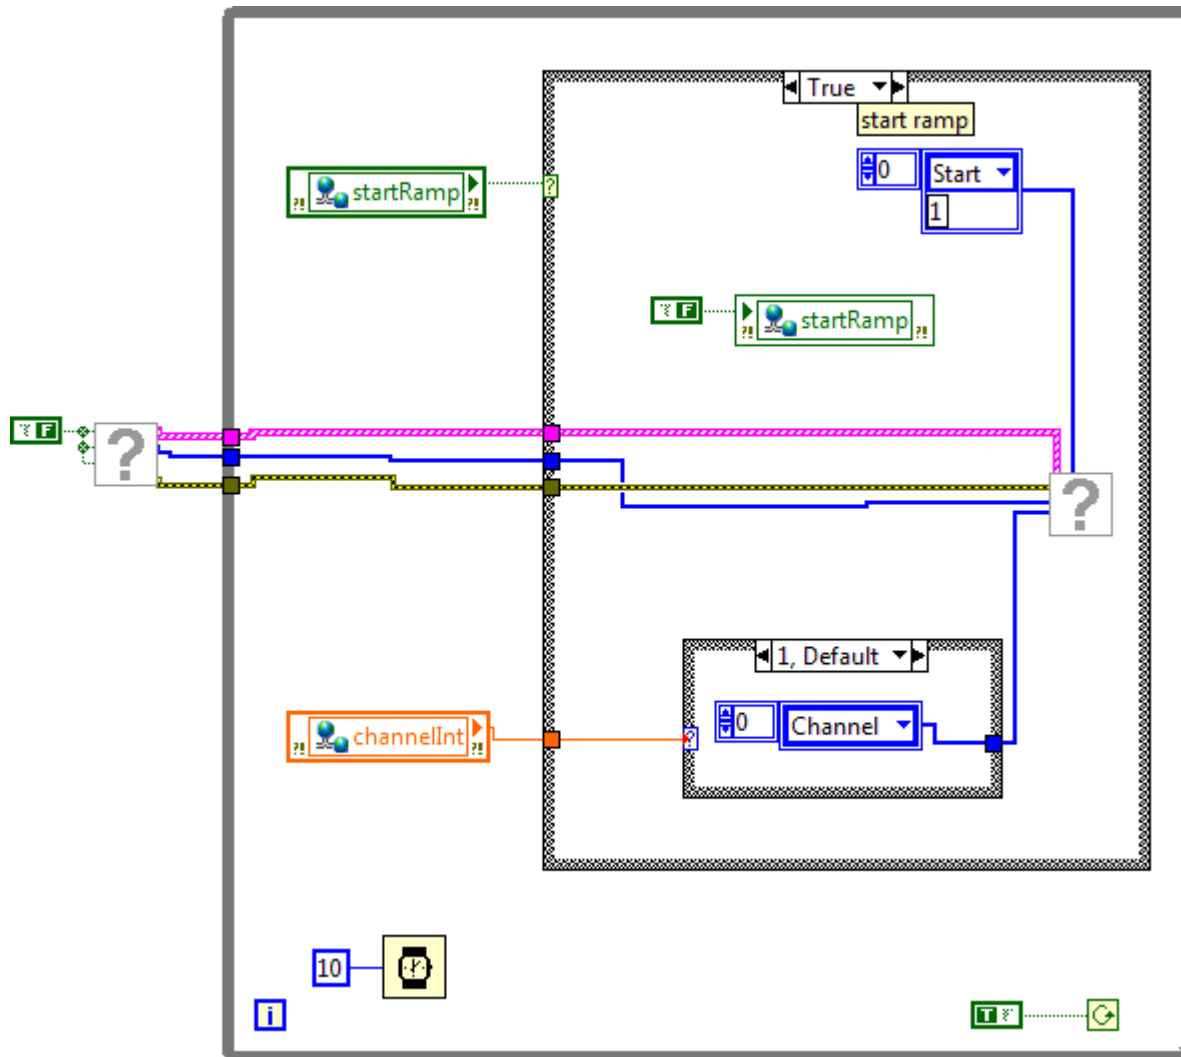 True
start ramp
0
Start
1
startRamp
?
F
startRamp
F
?
?
1, Default
0
Channel
channelInt
?
10
i
T